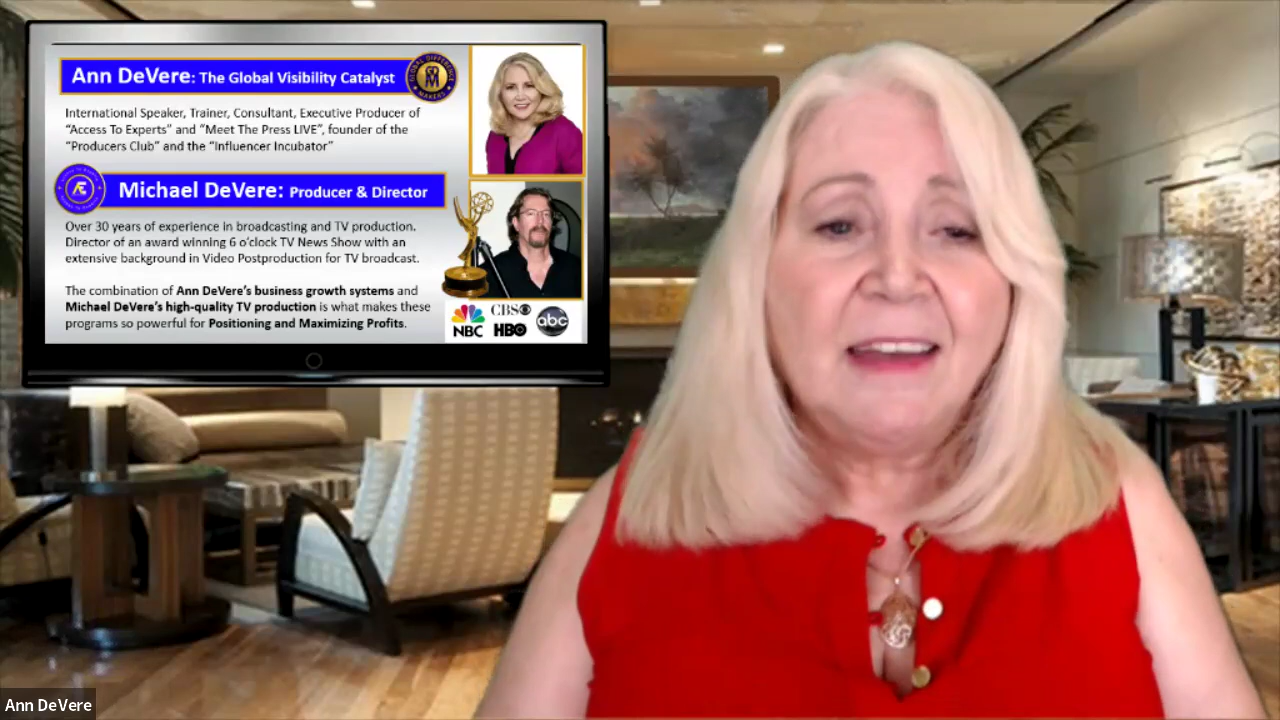 Ann DeVere: The Global Visibility Catalyst
GLOBAL DIFFERENCE
MAKERS
International Speaker, Trainer, Consultant, Executive Producer of
“Access To Experts” and “Meet The Press LIVE”, founder of the
“Producers Club” and the “Influencer Incubator”
Michael DeVere: Producer & Director
Over 30 years of experience in broadcasting and TV production.
Director of an award winning 6 o’clock TV News Show with an
extensive background in Video Postproduction for TV broadcast.
The combination of Ann DeVere’s business growth systems and
Michael DeVere’s high-quality TV production is what makes these
programs so powerful for Positioning and Maximizing Profits.
NBC
CBS
HBO
abc
Ann DeVere